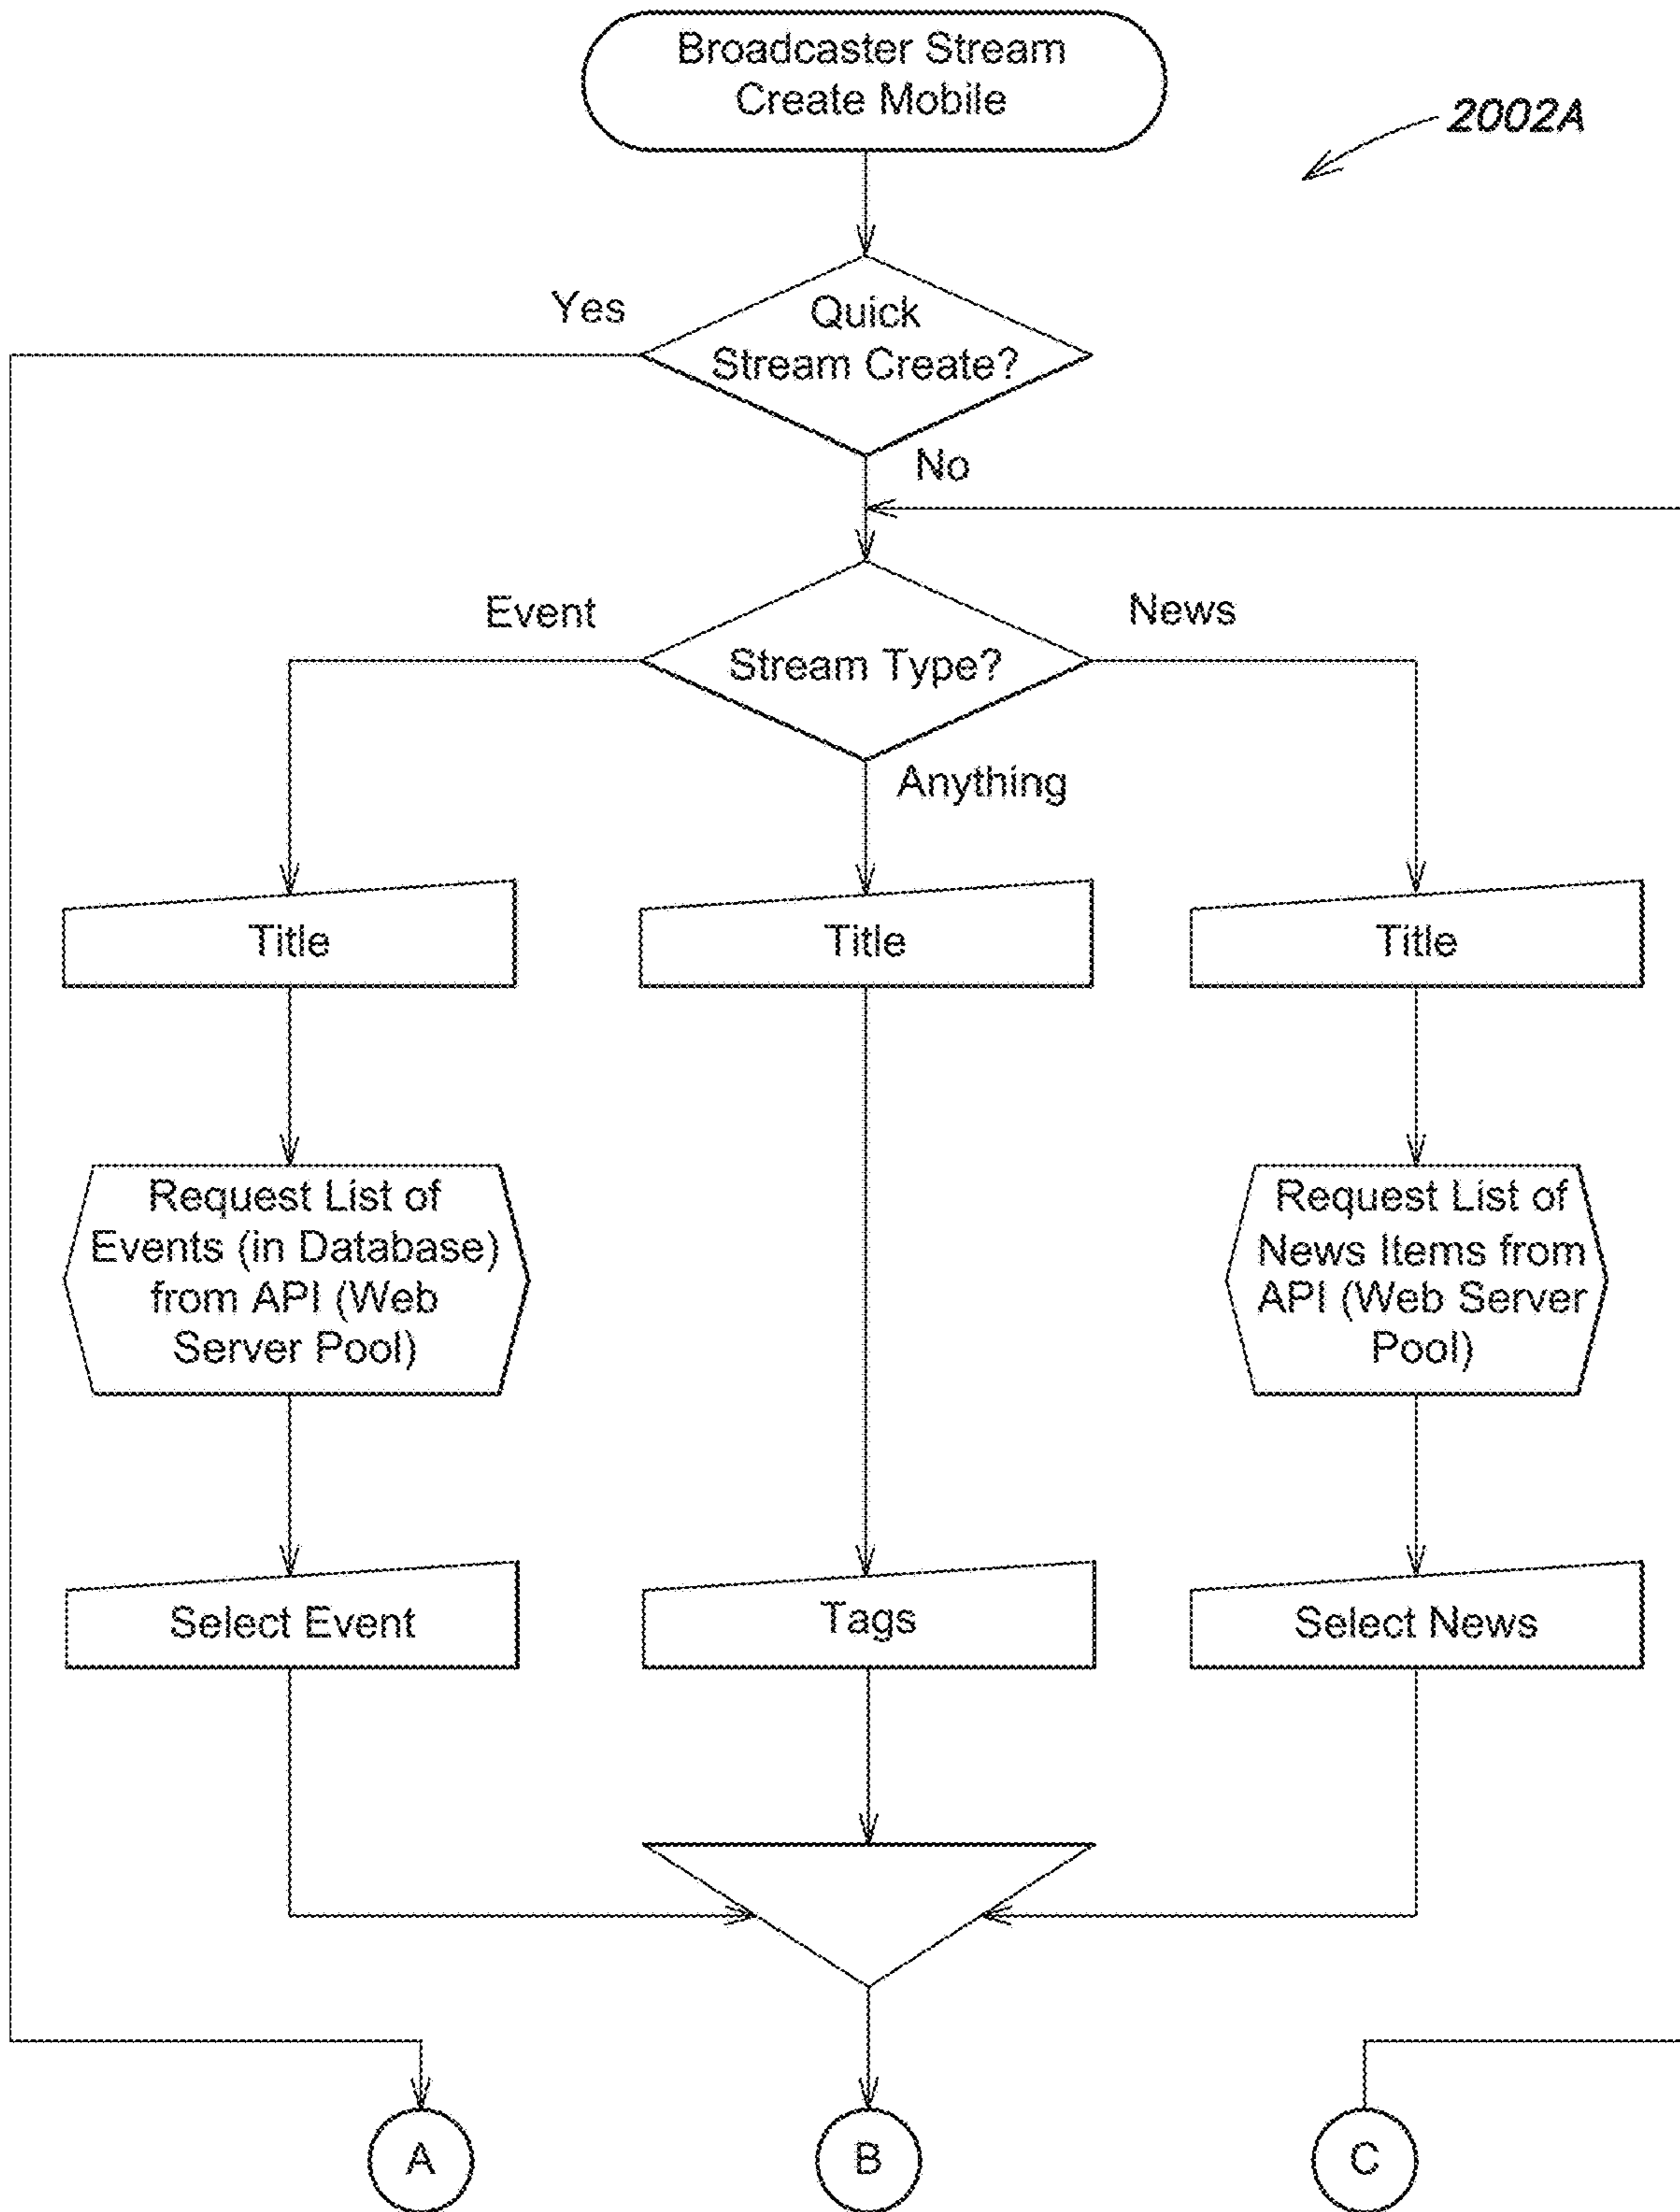 Broadcaster Stream
Create Mobile
2002A
Yes
Quick
Stream Create?
No
Event
News
Stream Type?
Anything
Title
Title
Title
Request List of
Events (in Database)
from API (Web
Server Pool)
Request List of
News Items from
API (Web Server
Pool)
Select Event
Tags
Select News
A
B
C